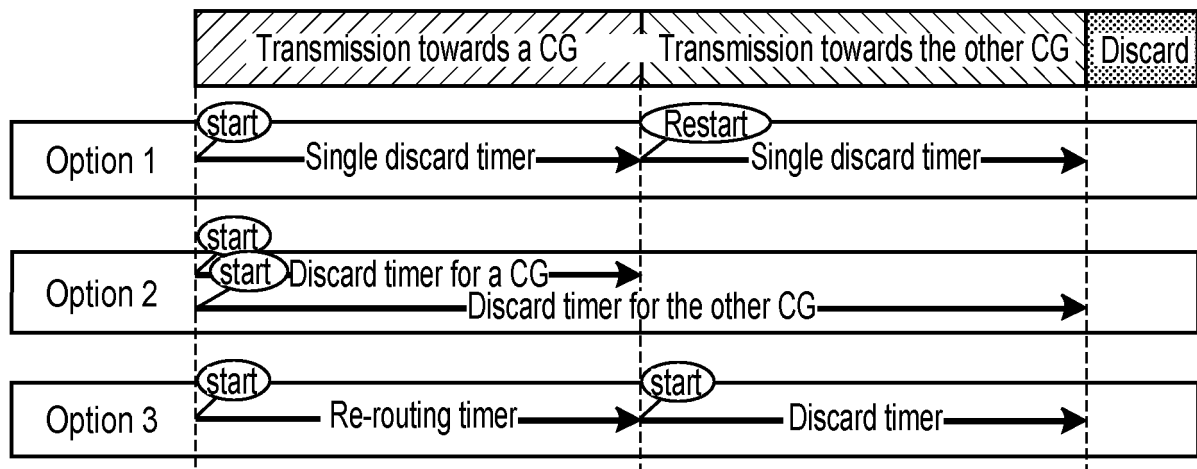 Transmission towards a CG Transmission towards the other CG Discard
start Restart
Option 1 Single discard timer Single discard timer
start
start Discard timer for a CG
Option 2
Discard timer for the other CG
start start
Option 3 Re-routing timer Discard timer